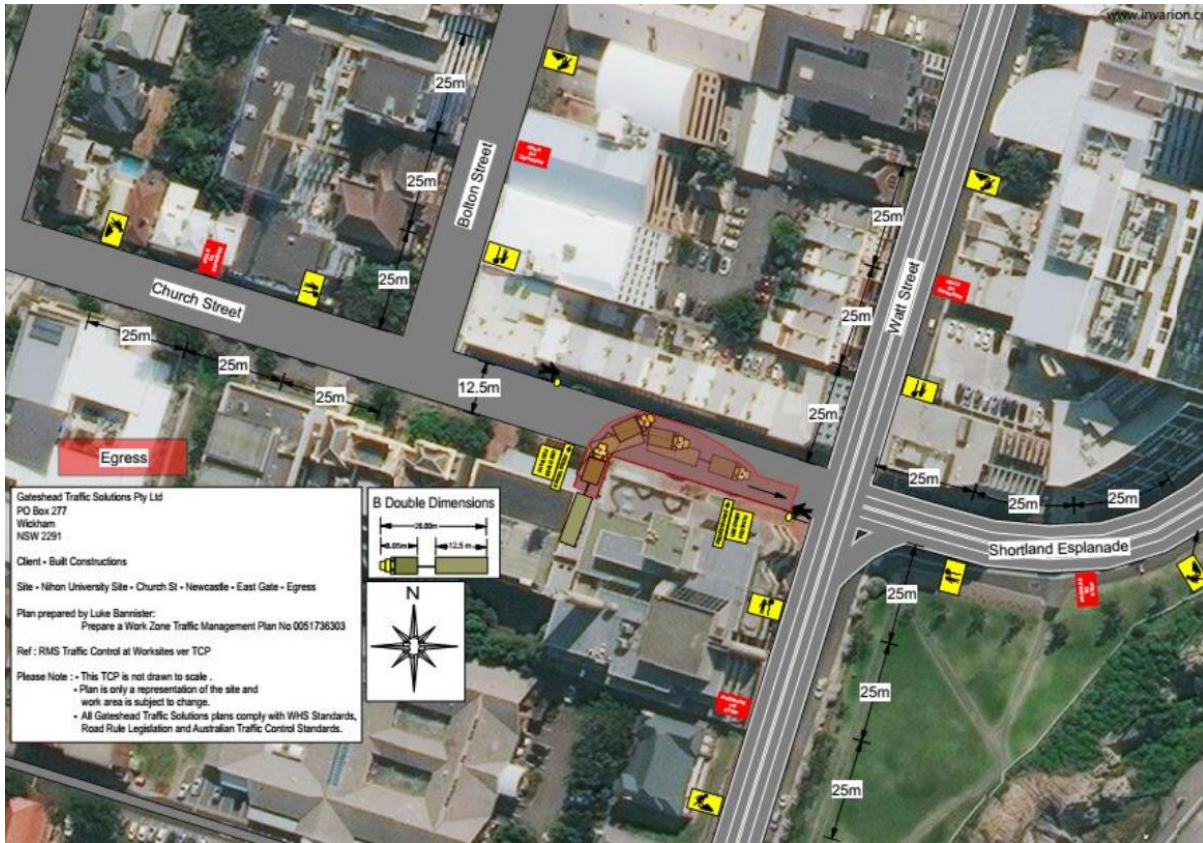 www.invarion.co
25m
25m
25m
Bolton Street
Church Street
25m
25m
25m
12.5m
25m
25m
25m
Watt Street
25m
25m
25m
Shortland Esplanade
25m
25m
25m
Egress
Gateshead Traffic Solutions Pty Ltd
PO Box 277
Wickham
NSW 2291
Client - Built Constructions
Site - Nihon University Site - Church St - Newcastle - East Gate - Egress
Plan prepared by Luke Bannister:
Prepare a Work Zone Traffic Management Plan No 0051736303
Ref : RMS Traffic Control at Worksites ver TCP
Please Note : - This TCP is not drawn to scale .
- Plan is only a representation of the site and
work area is subject to change.
- All Gateshead Traffic Solutions plans comply with WHS Standards,
Road Rule Legislation and Australian Traffic Control Standards.
B Double Dimensions
12.5 m
N